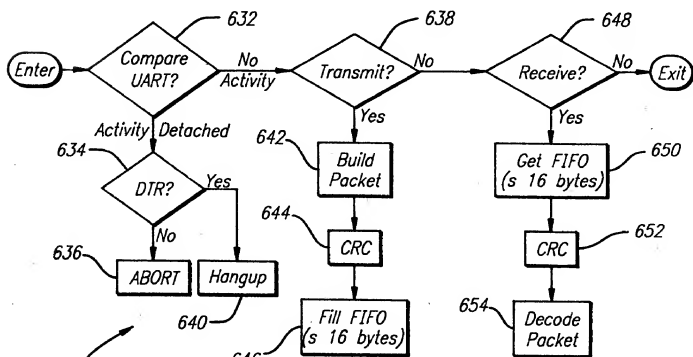 632
638
648
Enter
Compare
UART?
No
Activity
Transmit?
No
Receive?
No
Exit
Activity Detached
Yes
Yes
634
642
650
DTR?
Yes
Build
Packet
Get FIFO
(s 16 bytes)
No
644
652
636
CRC
CRC
ABORT
Hangup
640
654
Fill FIFO
(s 16 bytes)
Decode
Packet
646